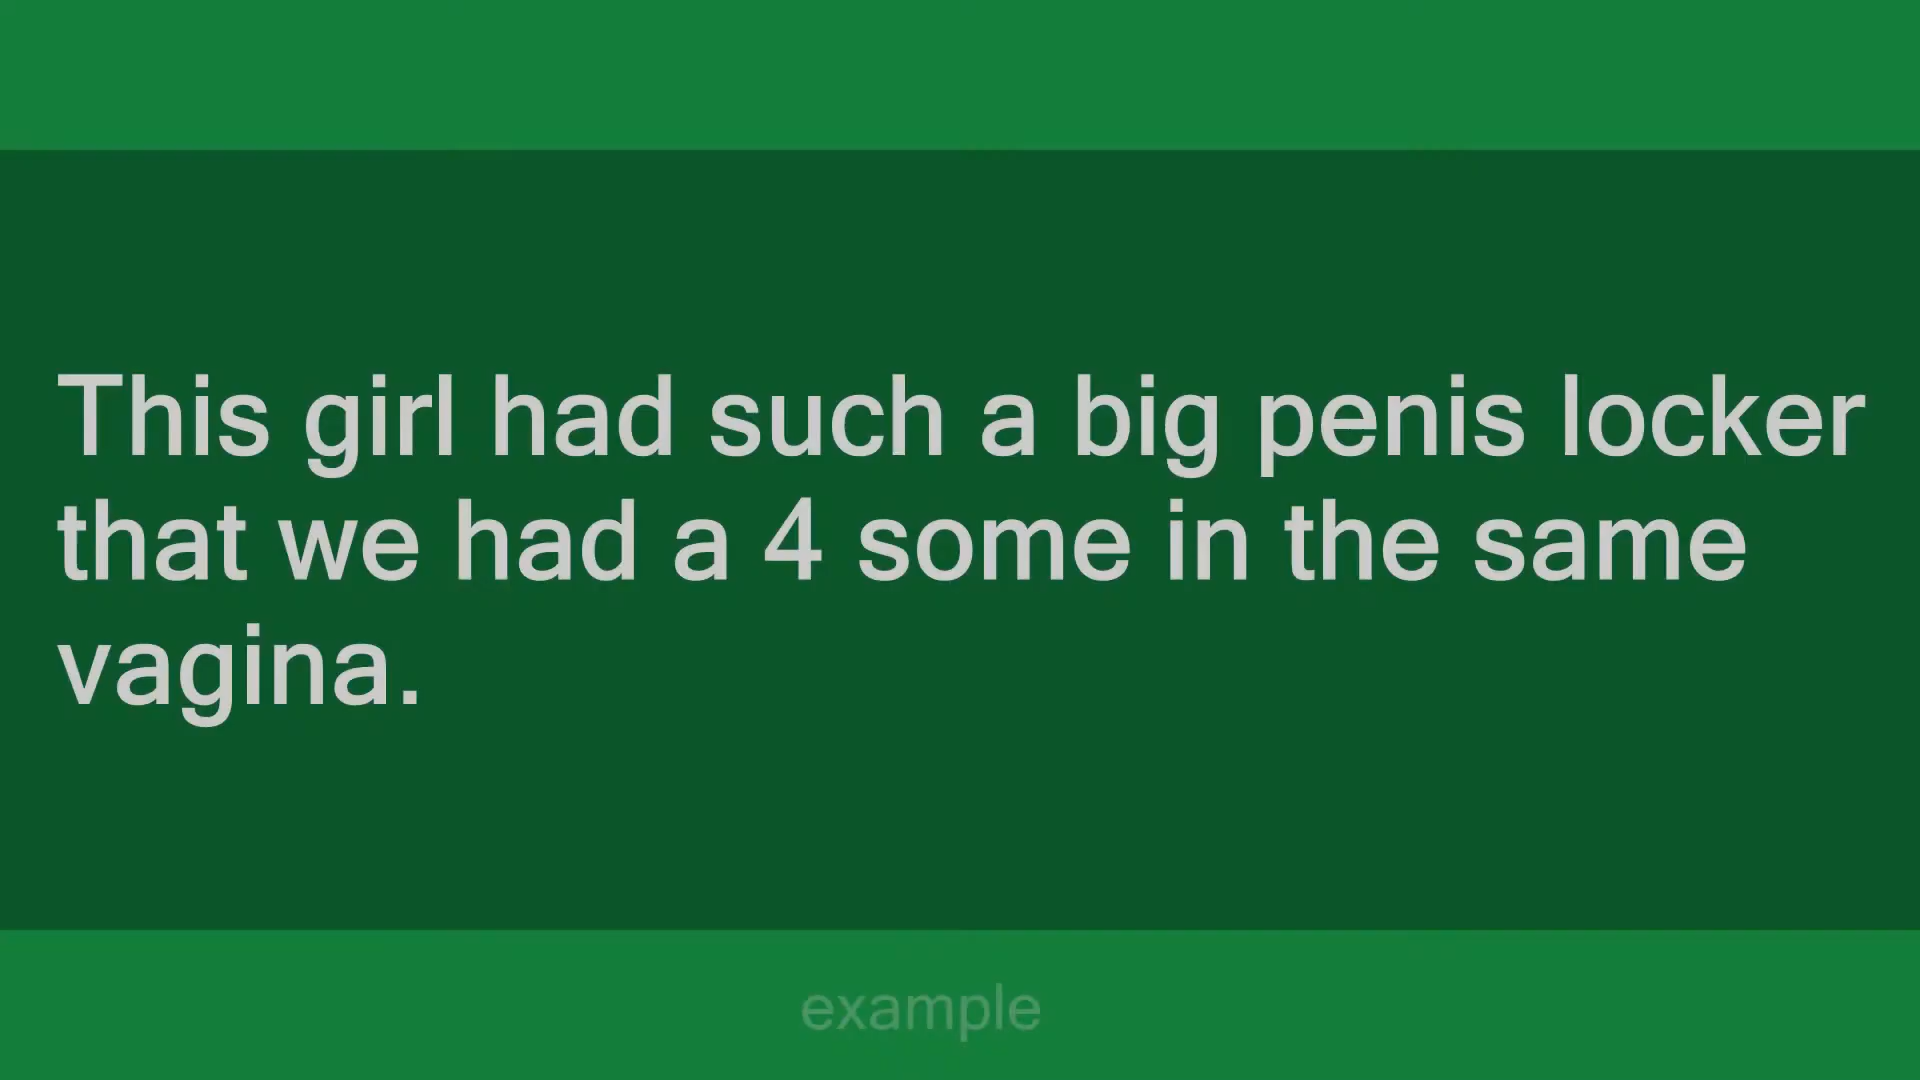 This girl had such a big penis locker
that we had a 4 some in the same
vagina.
example